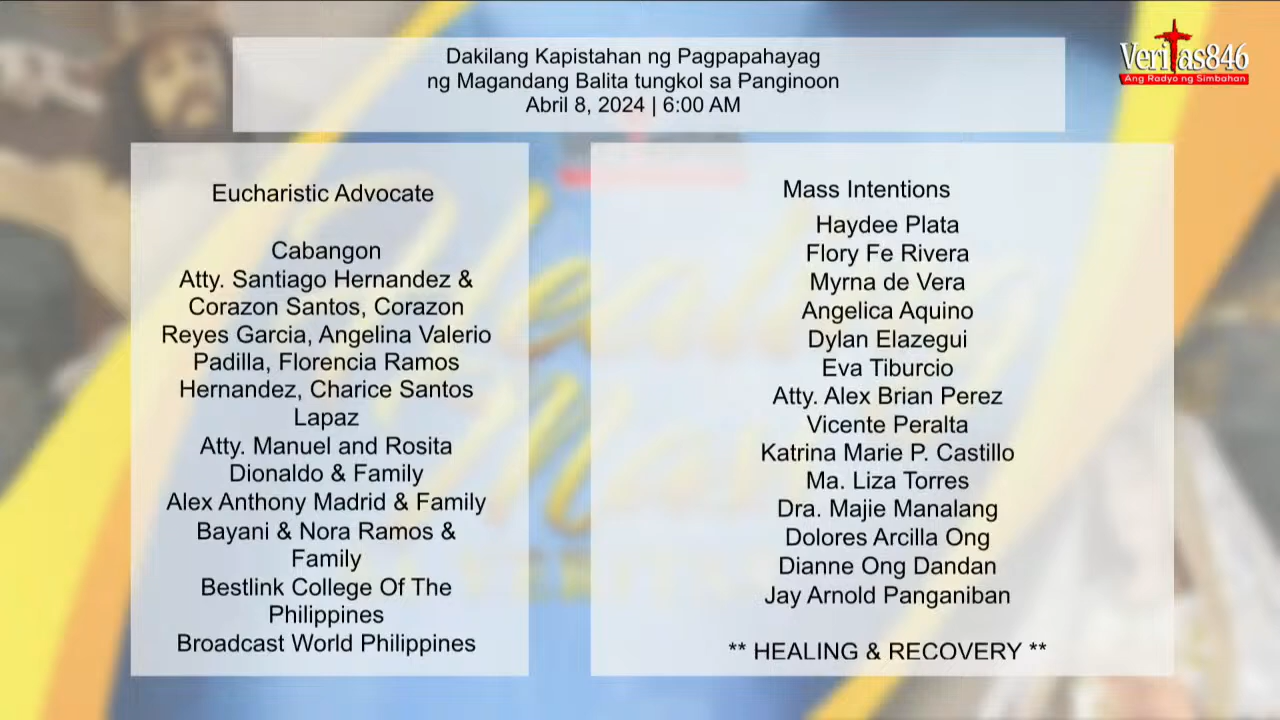 Dakilang Kapistahan ng Pagpapahayag
ng Magandang Balita tungkol sa Panginoon
Abril 8, 2024 | 6:00 AM
Veritas846
Ang Radyo ng Simbahan
Eucharistic Advocate
Cabangon
Atty. Santiago Hernandez &
Corazon Santos, Corazon
Reyes Garcia, Angelina Valerio
Padilla, Florencia Ramos
Hernandez, Charice Santos
Lapaz
Atty. Manuel and Rosita
Dionaldo & Family
Alex Anthony Madrid & Family
Bayani & Nora Ramos &
Family
Bestlink College Of The
Philippines
Broadcast World Philippines
Mass Intentions
Haydee Plata
Flory Fe Rivera
Myrna de Vera
Angelica Aquino
Dylan Elazegui
Eva Tiburcio
Atty. Alex Brian Perez
Vicente Peralta
Katrina Marie P. Castillo
Ma. Liza Torres
Dra. Majie Manalang
Dolores Arcilla Ong
Dianne Ong Dandan
Jay Arnold Panganiban
** HEALING & RECOVERY **
Healing
Mass